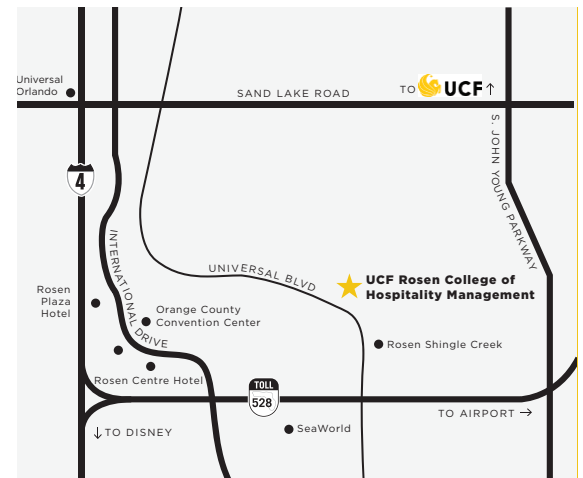 Universal
Orlando
SAND LAKE ROAD
TO UCF ↑
4
S. JOHN YOUNG PARKWAY
INTERNATIONAL DRIVE
UNIVERSAL BLVD
UCF Rosen College of
Hospitality Management
Rosen
Plaza
Hotel
Orange County
Convention Center
Rosen Shingle Creek
Rosen Centre Hotel
TOLL
528
TO AIRPORT →
↓ TO DISNEY
SeaWorld